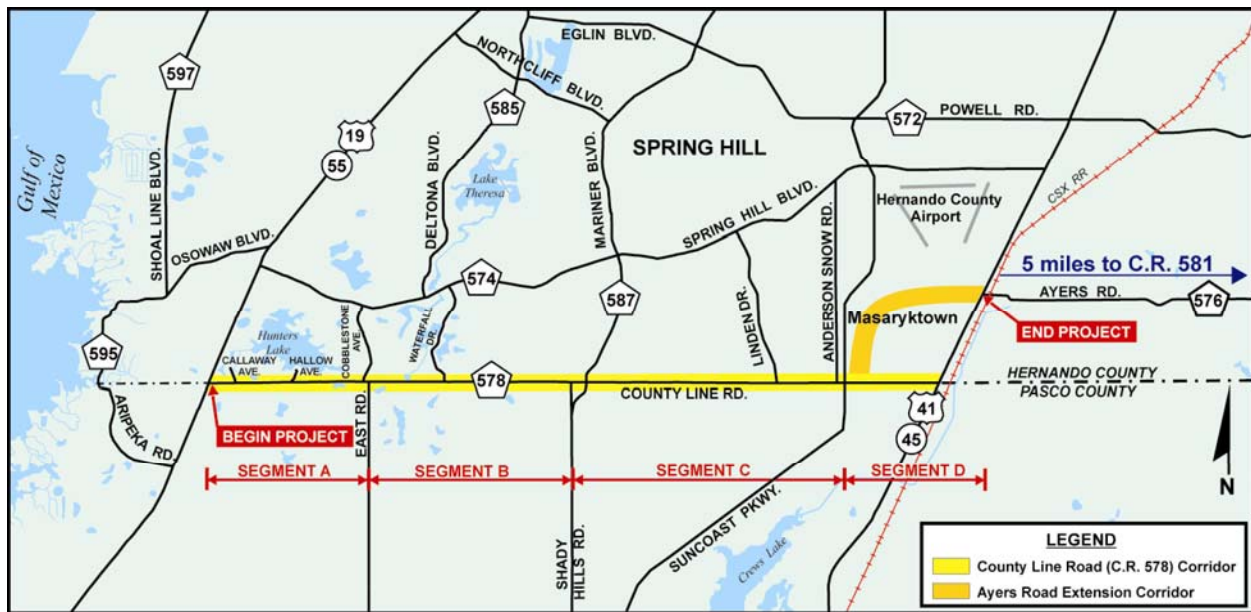 EGLIN BLVD.
NORTHCLIFF BLVD.
597
585
19
55
572
POWELL RD.
SPRING HILL
Gulf of
Mexico
SHOAL LINE BLVD.
DELTONA BLVD.
Lake
Theresa
MARINER BLVD.
CSX RR
Hernando County
Airport
SPRING HILL BLVD.
OSOWAW BLVD.
574
587
ANDERSON SNOW RD.
LINDEN DR.
5 miles to C.R. 581
AYERS RD.
576
Masaryktown
END PROJECT
595
Hunters
Lake
COBBLESTONE
AVE.
WATERFALL
DR.
CALLAWAY
AVE.
HALLOW
AVE.
578
COUNTY LINE RD.
HERNANDO COUNTY
PASCO COUNTY
ARIPEKA RD.
BEGIN PROJECT
EAST RD.
41
45
SEGMENT A
SEGMENT B
SEGMENT C
SEGMENT D
N
SHADY
HILLS RD.
SUNCOAST PKWY.
Crews Lake
LEGEND
County Line Road (C.R. 578) Corridor
Ayers Road Extension Corridor